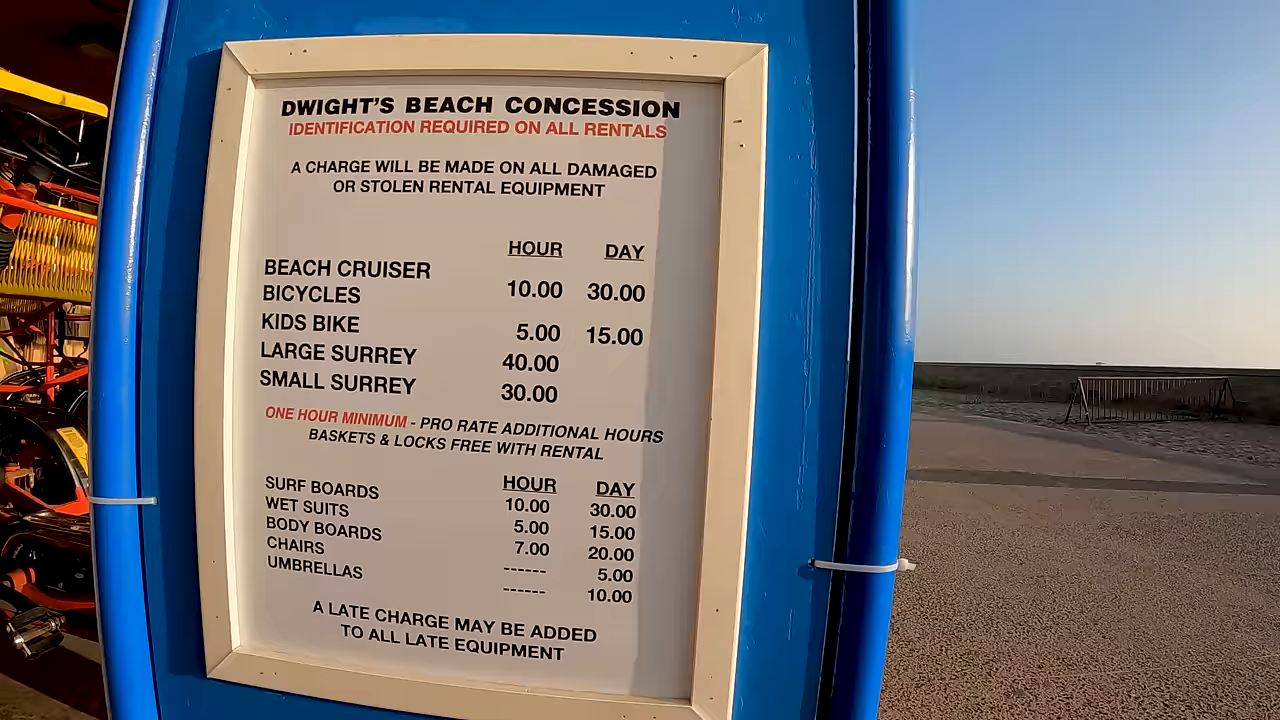 DWIGHT'S BEACH CONCESSION
IDENTIFICATION REQUIRED ON ALL RENTALS
A CHARGE WILL BE MADE ON ALL DAMAGED
OR STOLEN RENTAL EQUIPMENT
HOUR DAY
BEACH CRUISER
BICYCLES 10.00 30.00
KIDS BIKE 5.00 15.00
LARGE SURREY 40.00
SMALL SURREY 30.00
ONE HOUR MINIMUM - PRO RATE ADDITIONAL HOURS
BASKETS & LOCKS FREE WITH RENTAL
HOUR DAY
SURF BOARDS 10.00 30.00
WET SUITS 5.00 15.00
BODY BOARDS 7.00 20.00
CHAIRS ------ 5.00
UMBRELLAS ------ 10.00
A LATE CHARGE MAY BE ADDED
TO ALL LATE EQUIPMENT